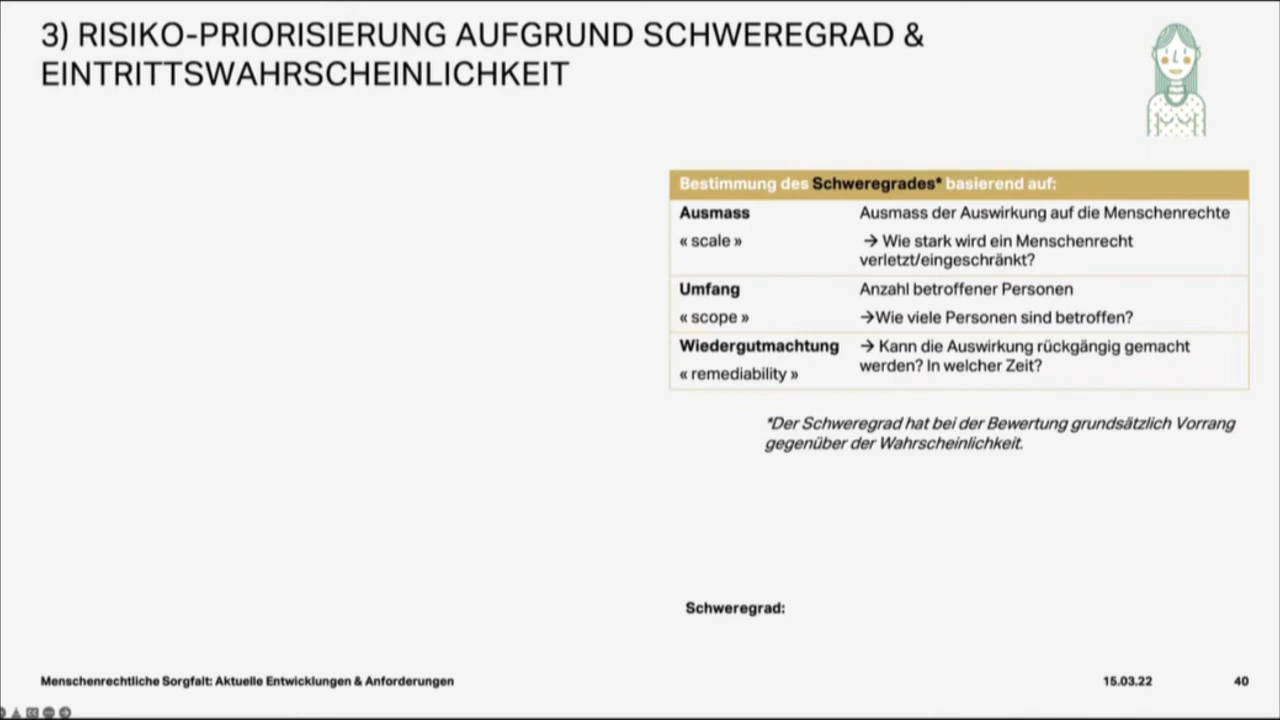 3) RISIKO-PRIORISIERUNG AUFGRUND SCHWEREGRAD &
EINTRITTSWAHRSCHEINLICHKEIT
Bestimmung des Schweregrades* basierend auf:
Ausmass
« scale »
Ausmass der Auswirkung auf die Menschenrechte
→ Wie stark wird ein Menschenrecht
verletzt/eingeschränkt?
Umfang
« scope »
Anzahl betroffener Personen
→Wie viele Personen sind betroffen?
Wiedergutmachtung
« remediability »
→ Kann die Auswirkung rückgängig gemacht
werden? In welcher Zeit?
*Der Schweregrad hat bei der Bewertung grundsätzlich Vorrang
gegenüber der Wahrscheinlichkeit.
Schweregrad:
Menschenrechtliche Sorgfalt: Aktuelle Entwicklungen & Anforderungen
15.03.22
40